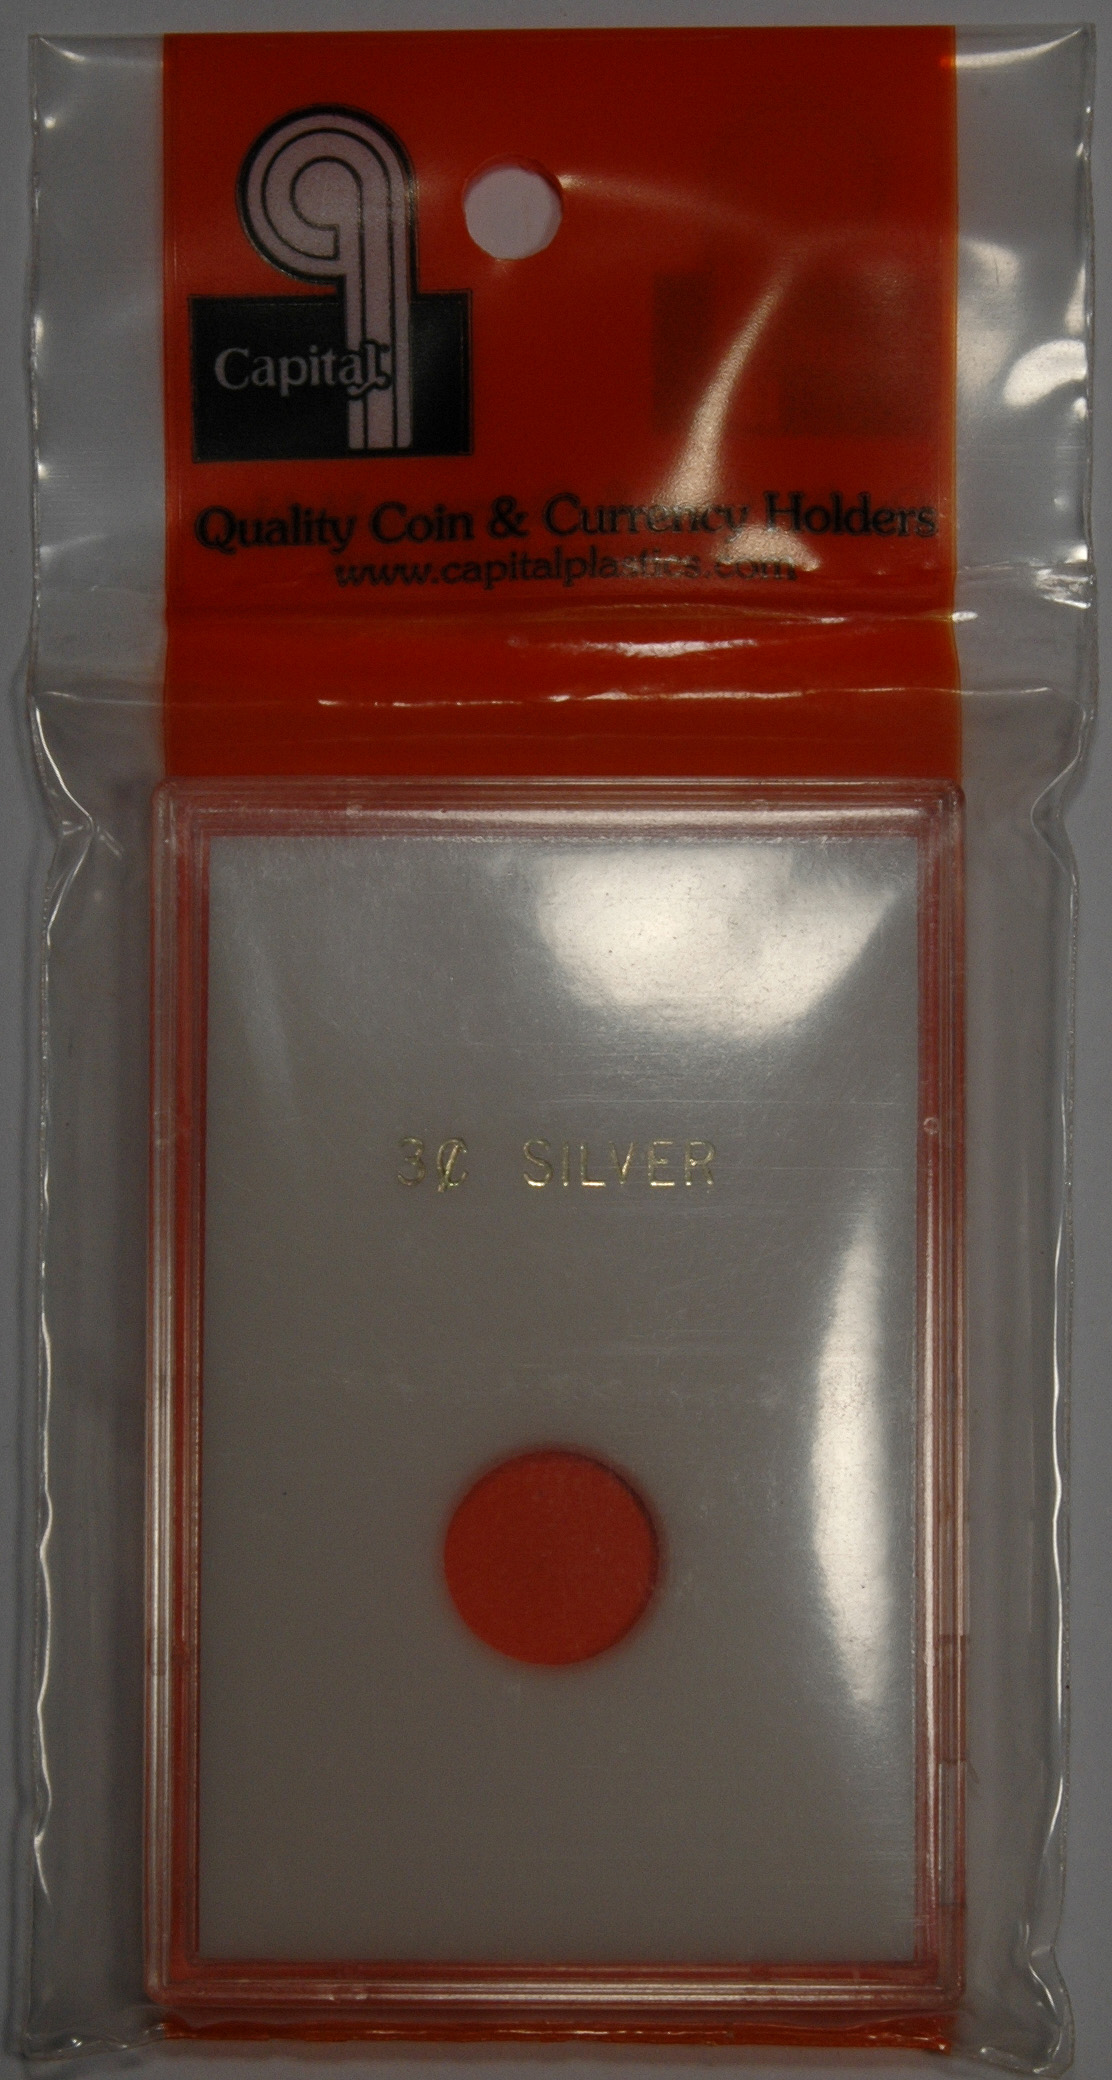 Capital
Quality Coin & Currency Holders
www.capitalplastics.com
3¢ SILVER